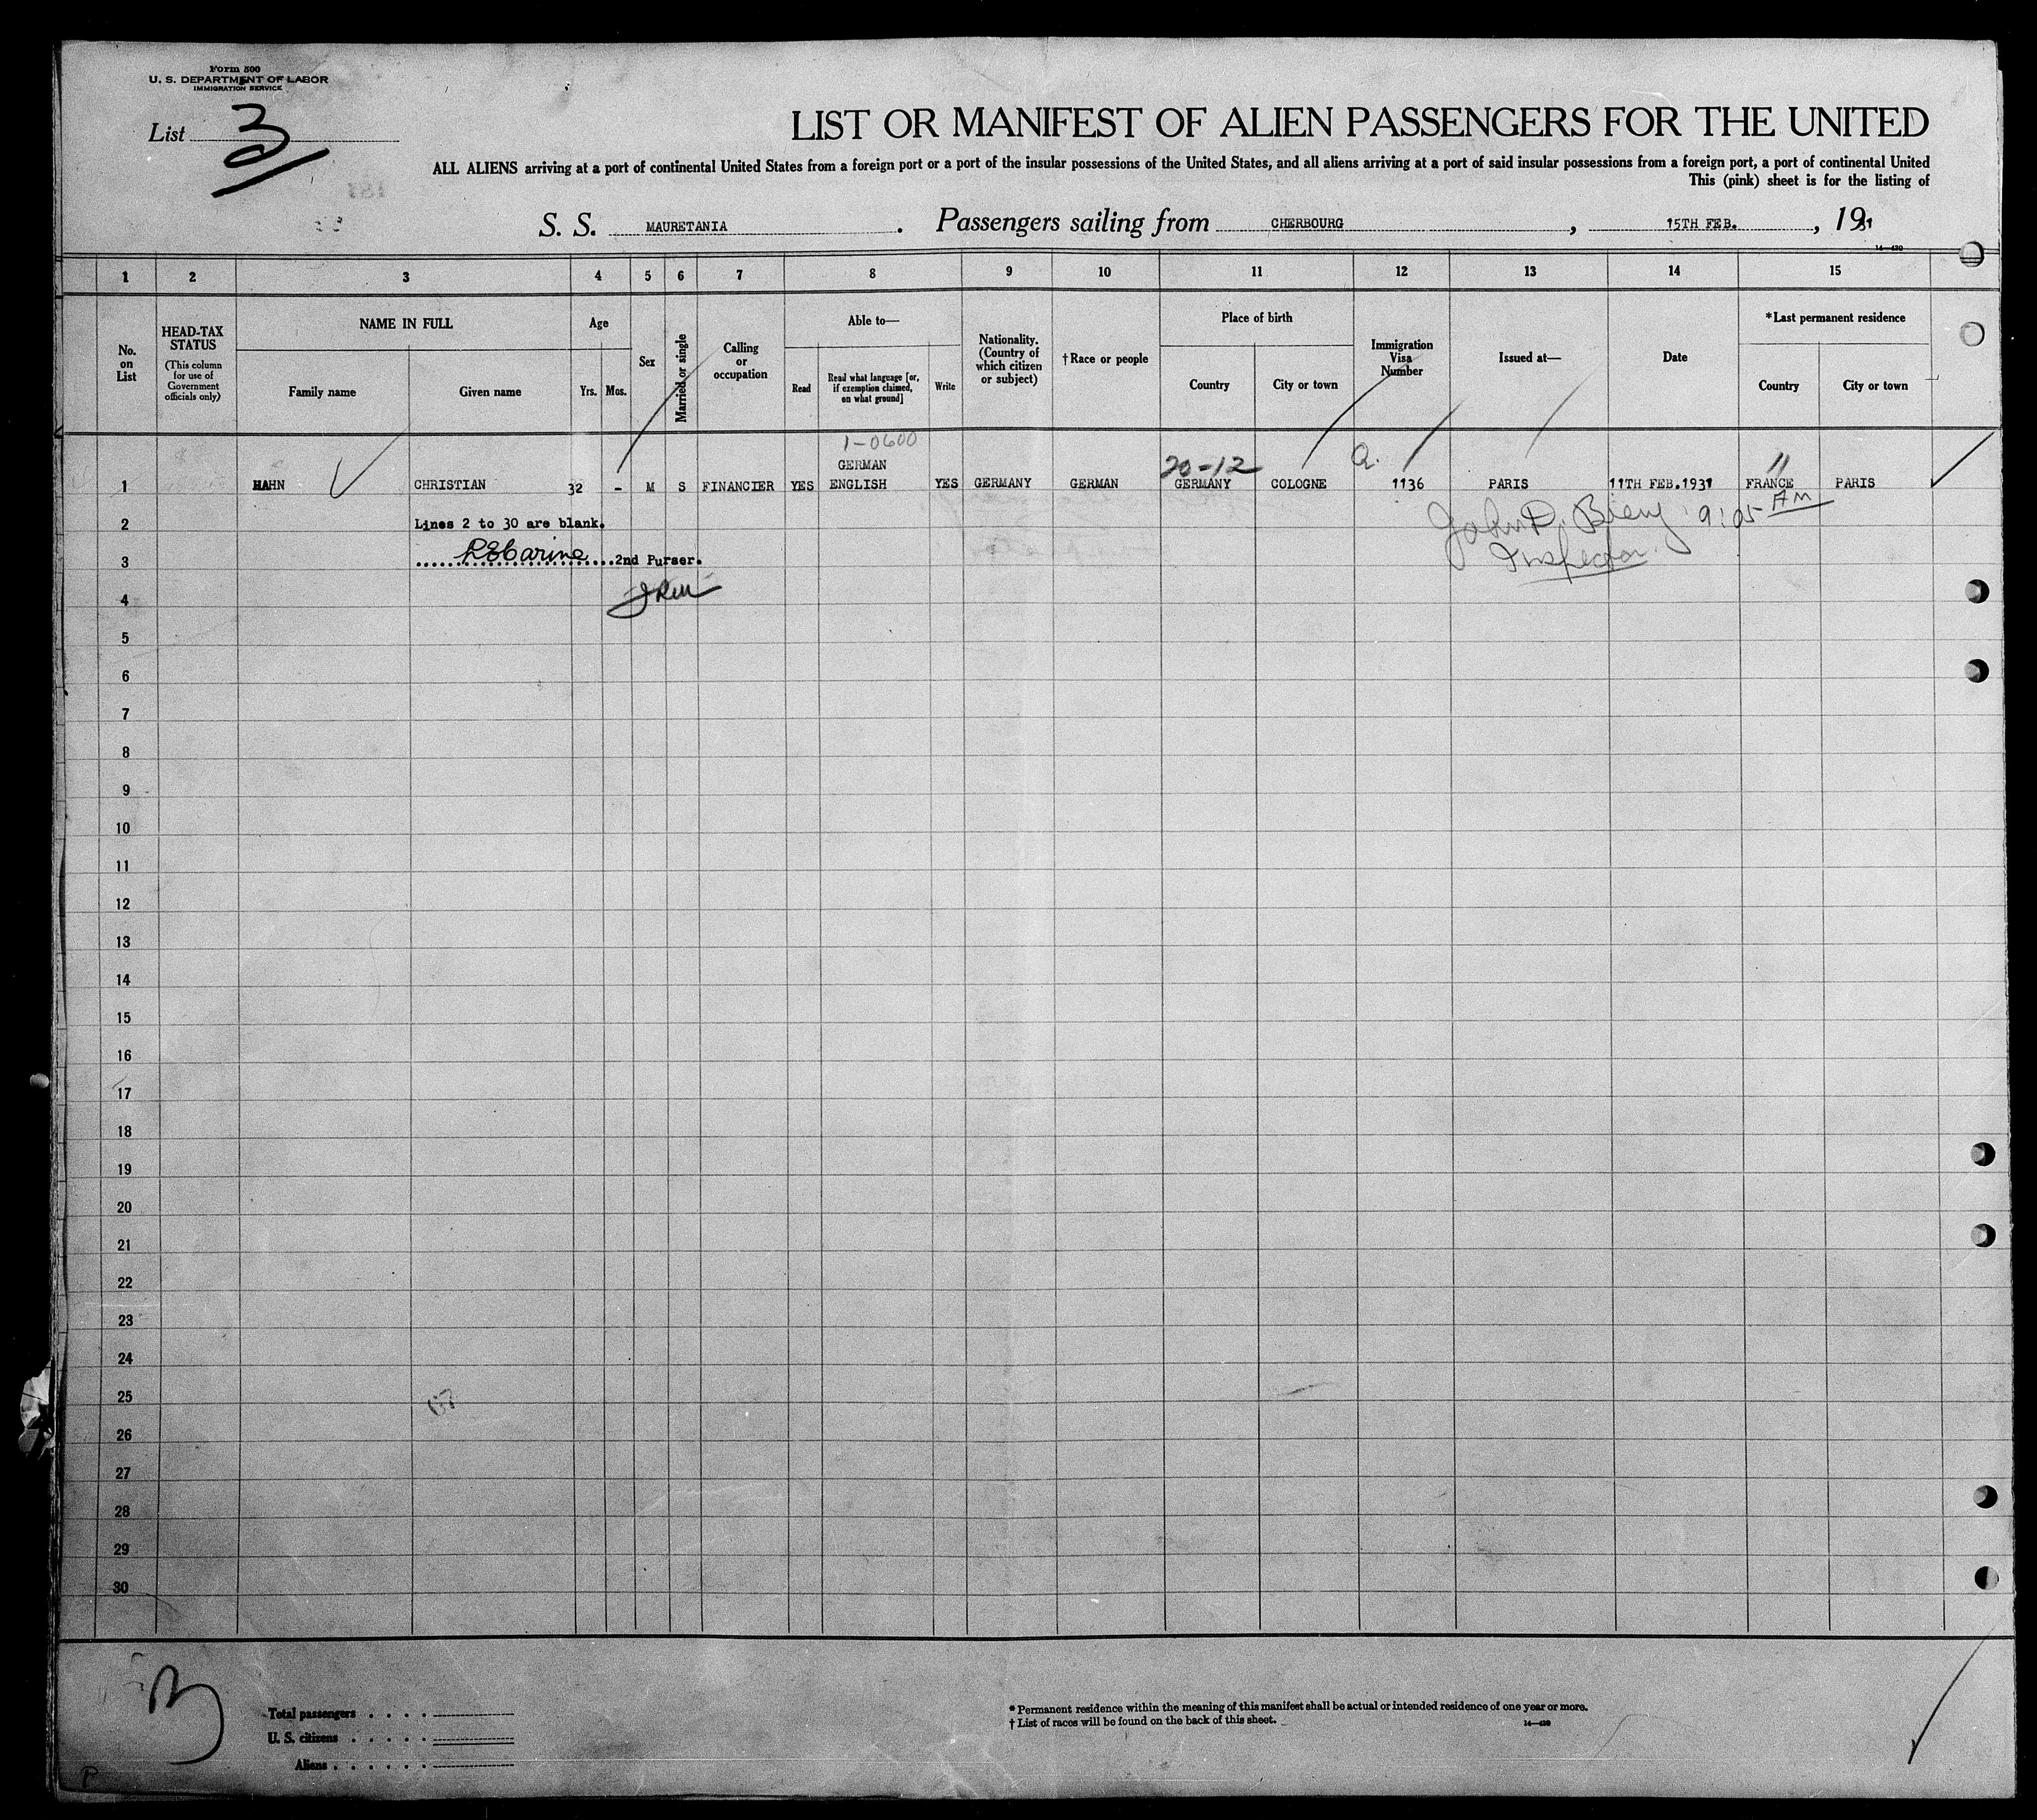 Form 500
U. S. DEPARTMENT OF LABOR
IMMIGRATION SERVICE
List 3
LIST OR MANIFEST OF ALIEN PASSENGERS FOR THE UNITED
ALL ALIENS arriving at a port of continental United States from a foreign port or a port of the insular possessions of the United States, and all aliens arriving at a port of said insular possessions from a foreign port, a port of continental United
This (pink) sheet is for the listing of
S. S. MAURETANIA. Passengers sailing from CHERBOURG, 15TH FEB., 1931
14—430
1 2 3 4 5 6 7 8 9 10 11 12 13 14 15
No. on List
HEAD-TAX STATUS
(This column for use of Government officials only)
NAME IN FULL
Family name
Given name
Age
Yrs.
Mos.
Sex
Married or single
Calling or occupation
Able to—
Read
Read what language [or, if exemption claimed, on what ground]
Write
Nationality. (Country of which citizen or subject)
†Race or people
Place of birth
Country
City or town
Immigration Visa Number
Issued at—
Date
*Last permanent residence
Country
City or town
1-0600
GERMAN
20-12
1 HAHN CHRISTIAN 32 - M S FINANCIER YES ENGLISH YES GERMANY GERMAN GERMANY COLOGNE 1136 PARIS 11TH FEB.1931 FRANCE PARIS
2 Lines 2 to 30 are blank.
John D. 9:05 AM
Inspector.
3 2nd Purser.
4
5
6
7
8
9
10
11
12
13
14
15
16
17
18
19
20
21
22
23
24
25
26
27
28
29
30
Total passengers . . . .
U. S. citizens . . . . .
Aliens . . . . . .
* Permanent residence within the meaning of this manifest shall be actual or intended residence of one year or more.
† List of races will be found on the back of this sheet.
14—430
P